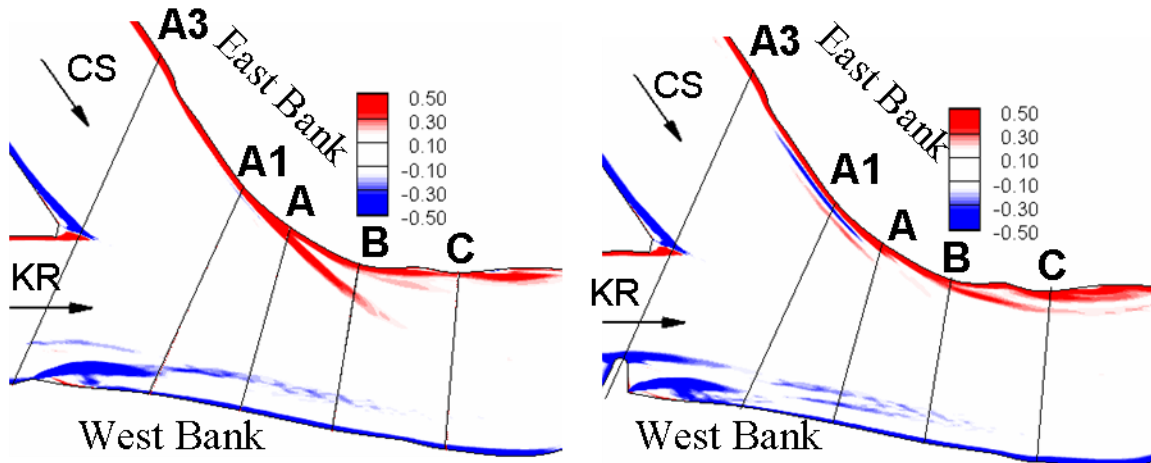 A3
East Bank
CS
0.50
0.30
0.10
-0.10
-0.30
-0.50
A1
A
B
C
KR
West Bank
A3
East Bank
CS
0.50
0.30
0.10
-0.10
-0.30
-0.50
A1
A
B
C
KR
West Bank